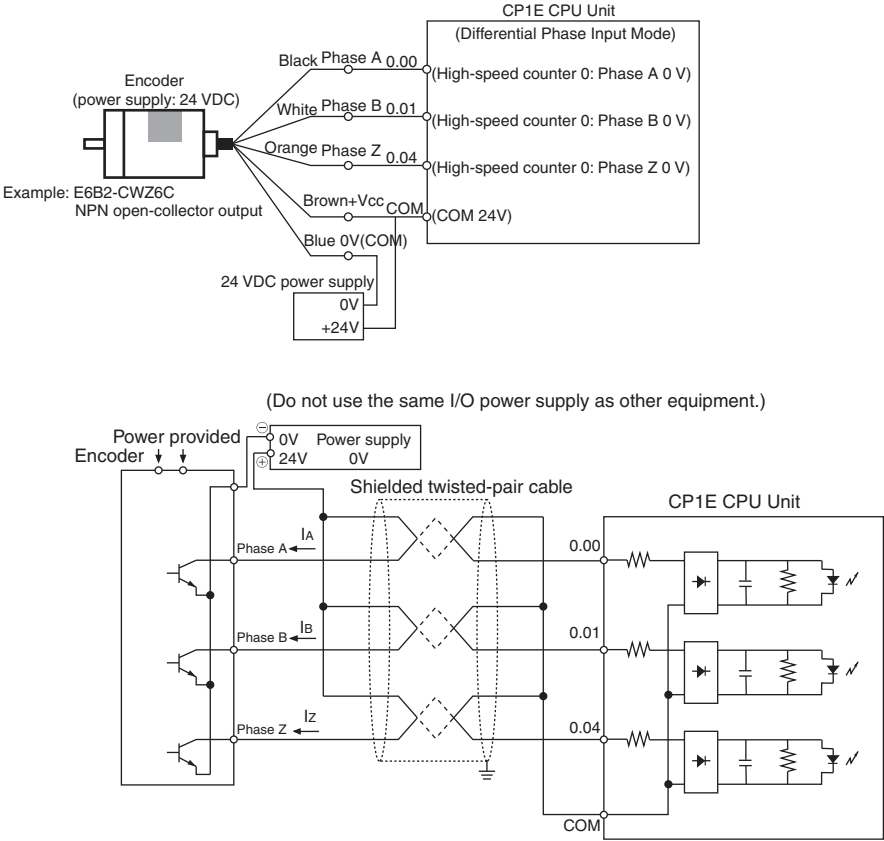 CP1E CPU Unit
(Differential Phase Input Mode)
Black Phase A 0.00
(High-speed counter 0: Phase A 0 V)
Encoder
(power supply: 24 VDC)
White Phase B 0.01
(High-speed counter 0: Phase B 0 V)
Orange Phase Z 0.04
(High-speed counter 0: Phase Z 0 V)
Example: E6B2-CWZ6C
NPN open-collector output
Brown+Vcc COM
(COM 24V)
Blue 0V(COM)
24 VDC power supply
0V
+24V
(Do not use the same I/O power supply as other equipment.)
Power provided
Encoder
0V Power supply
24V 0V
Shielded twisted-pair cable
CP1E CPU Unit
IA
Phase A
0.00
IB
Phase B
0.01
IZ
Phase Z
0.04
COM